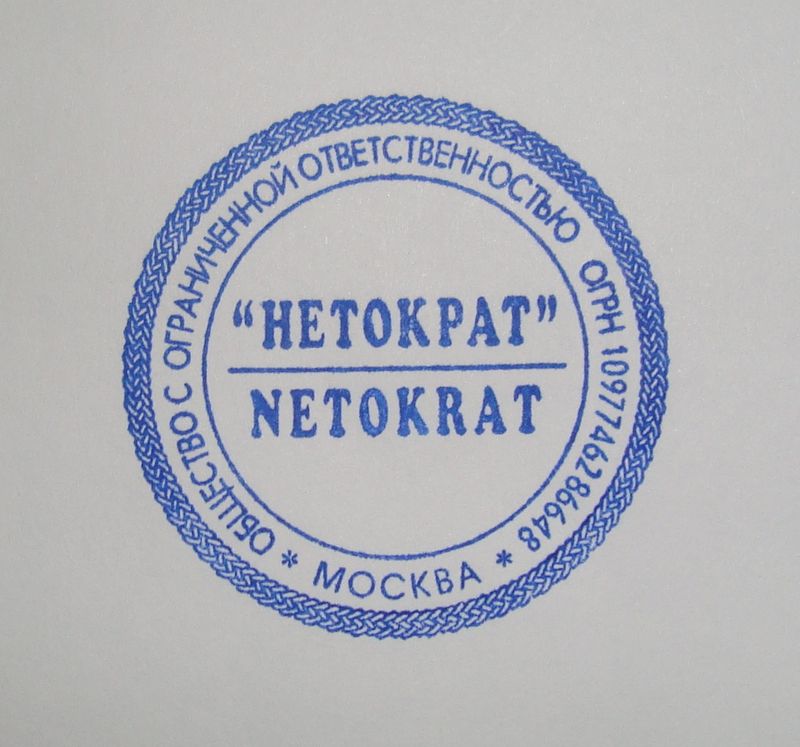 ОБЩЕСТВО С ОГРАНИЧЕННОЙ ОТВЕТСТВЕННОСТЬЮ ОГРН 1097746286648
* МОСКВА *
"НЕТОКРАТ"
NETOKRAT